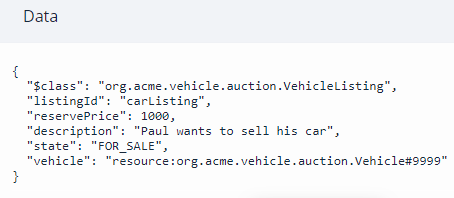 Data
{
  "$class": "org.acme.vehicle.auction.VehicleListing",
  "listingId": "carListing",
  "reservePrice": 1000,
  "description": "Paul wants to sell his car",
  "state": "FOR_SALE",
  "vehicle": "resource:org.acme.vehicle.auction.Vehicle#9999"
}